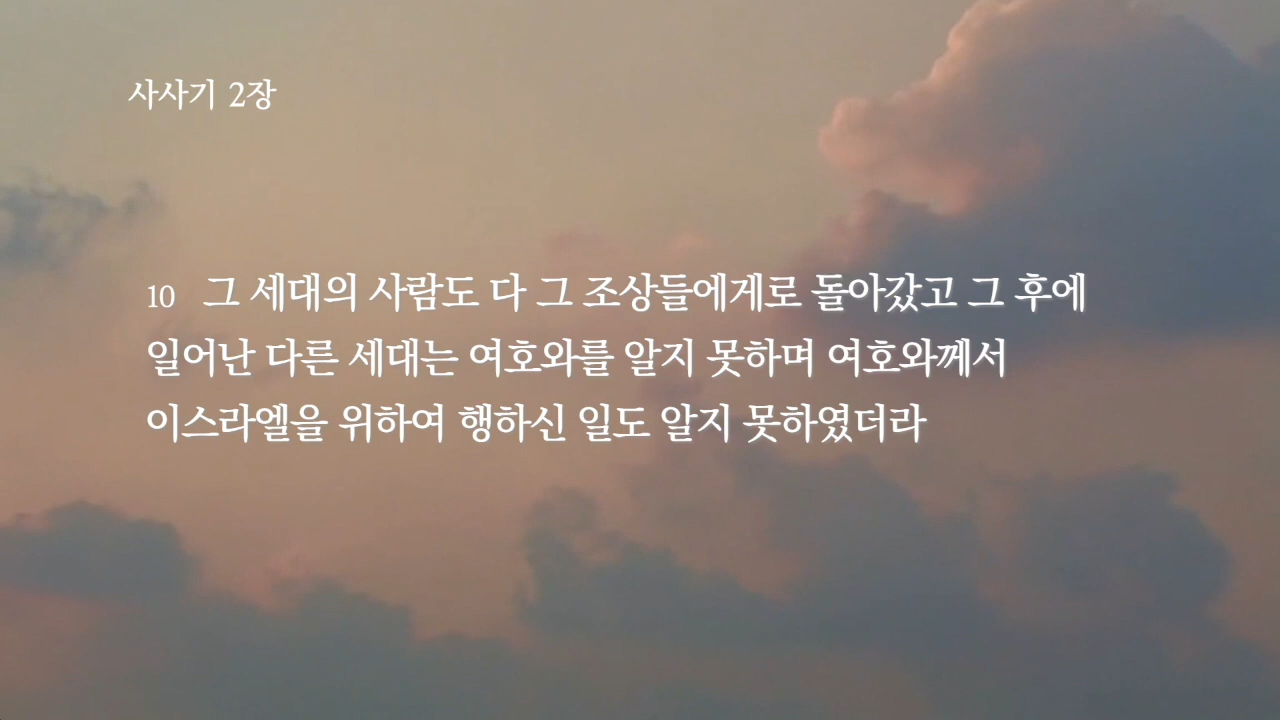 사사기 2장
10 그 세대의 사람도 다 그 조상들에게로 돌아갔고 그 후에
일어난 다른 세대는 여호와를 알지 못하며 여호와께서
이스라엘을 위하여 행하신 일도 알지 못하였더라